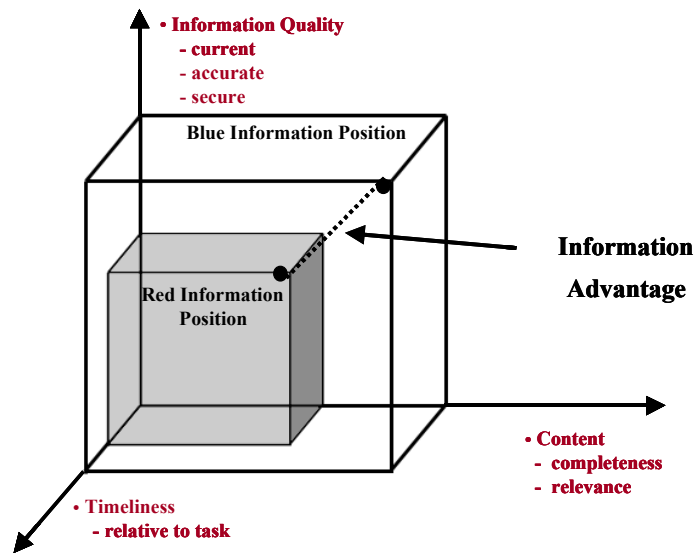 • Information Quality
- current
- accurate
- secure
Blue Information Position
Information
Advantage
Red Information
Position
• Content
- completeness
- relevance
• Timeliness
- relative to task